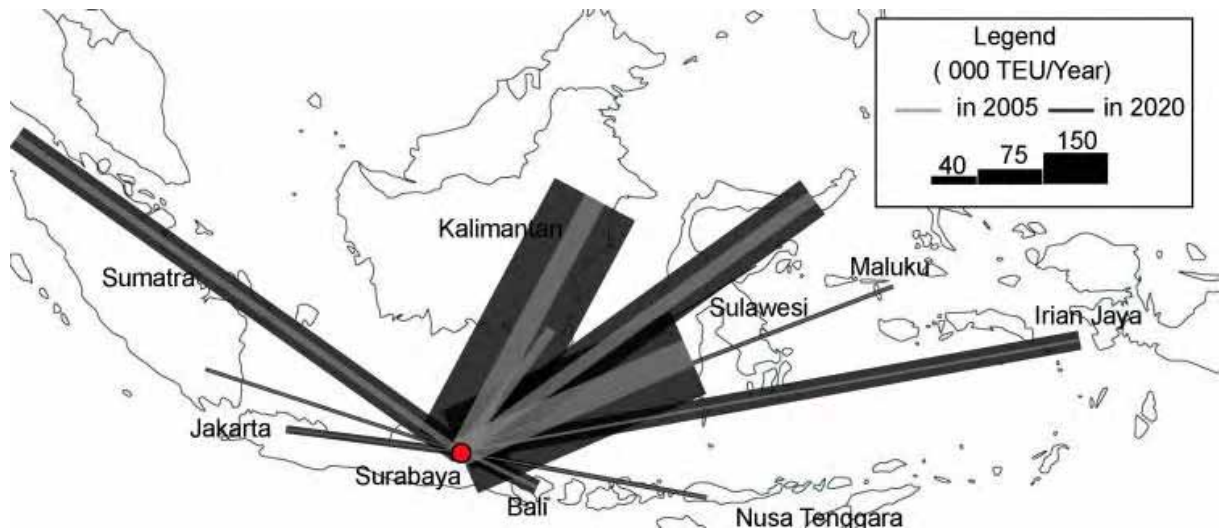 Legend
( 000 TEU/Year)
in 2005 in 2020
40 75 150
Kalimantan
Sumatra
Maluku
Sulawesi
Irian Jaya
Jakarta
Surabaya
Bali
Nusa Tenggara